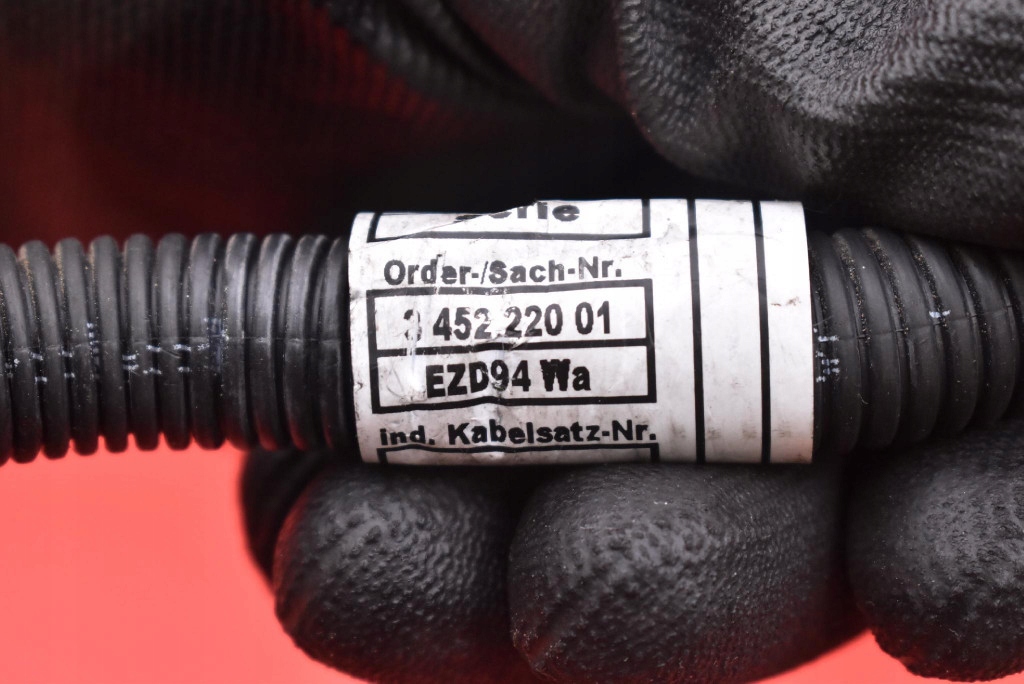 Order-/Sach-Nr.
452 220 01
EZD94 Wa
ind. Kabelsatz-Nr.